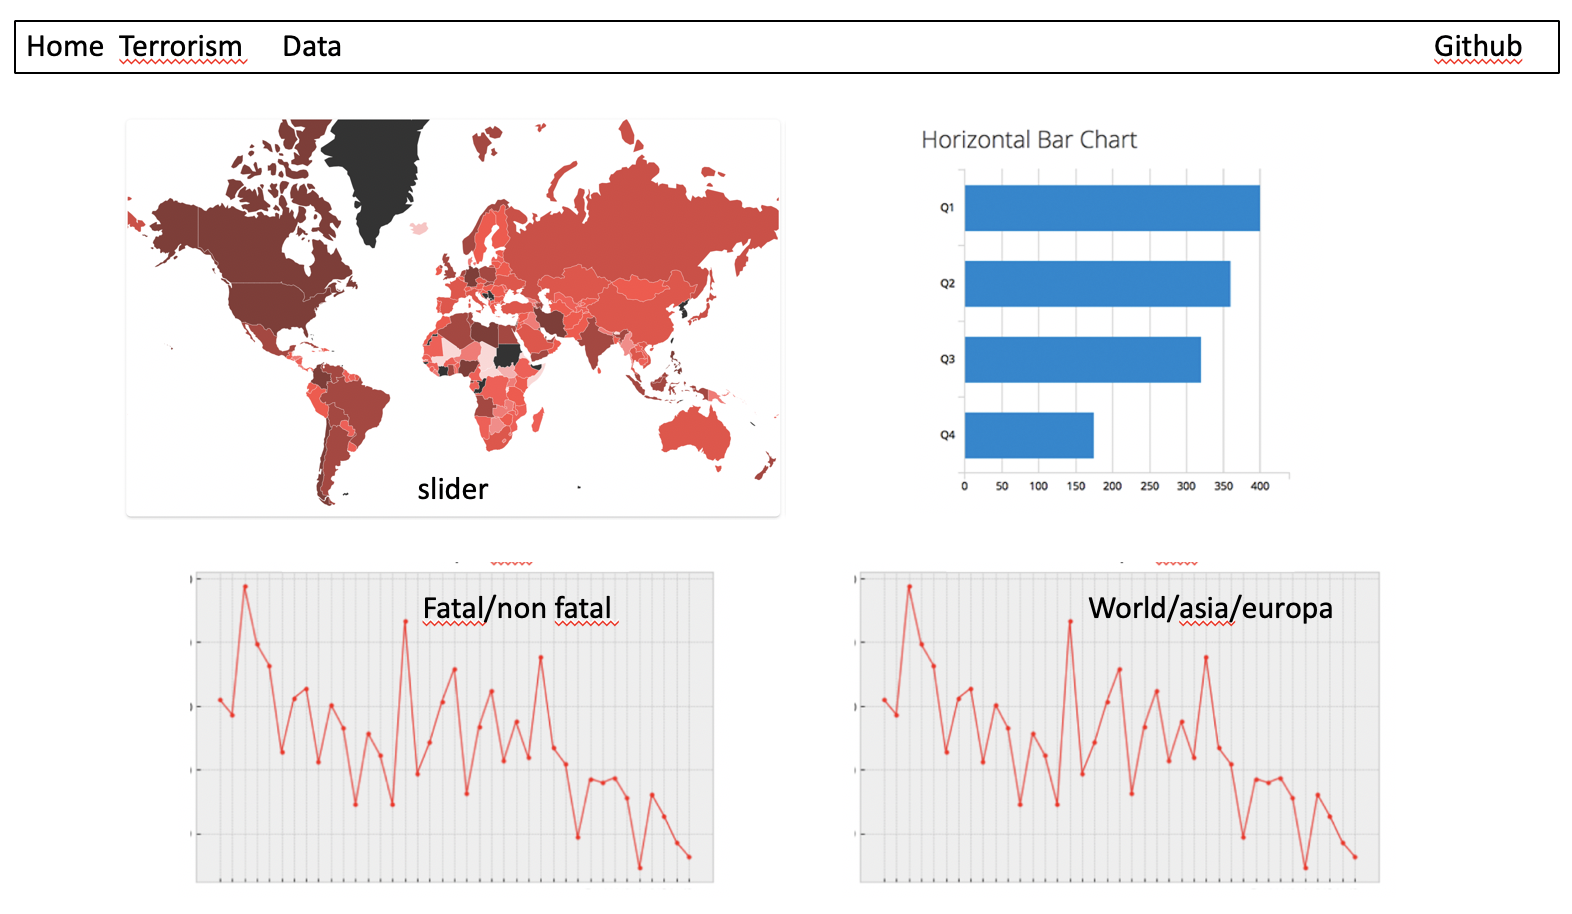 Home Terrorism Data Github
Horizontal Bar Chart
Q1
Q2
Q3
Q4
0 50 100 150 200 250 300 350 400
slider
Fatal/non fatal
World/asia/europa